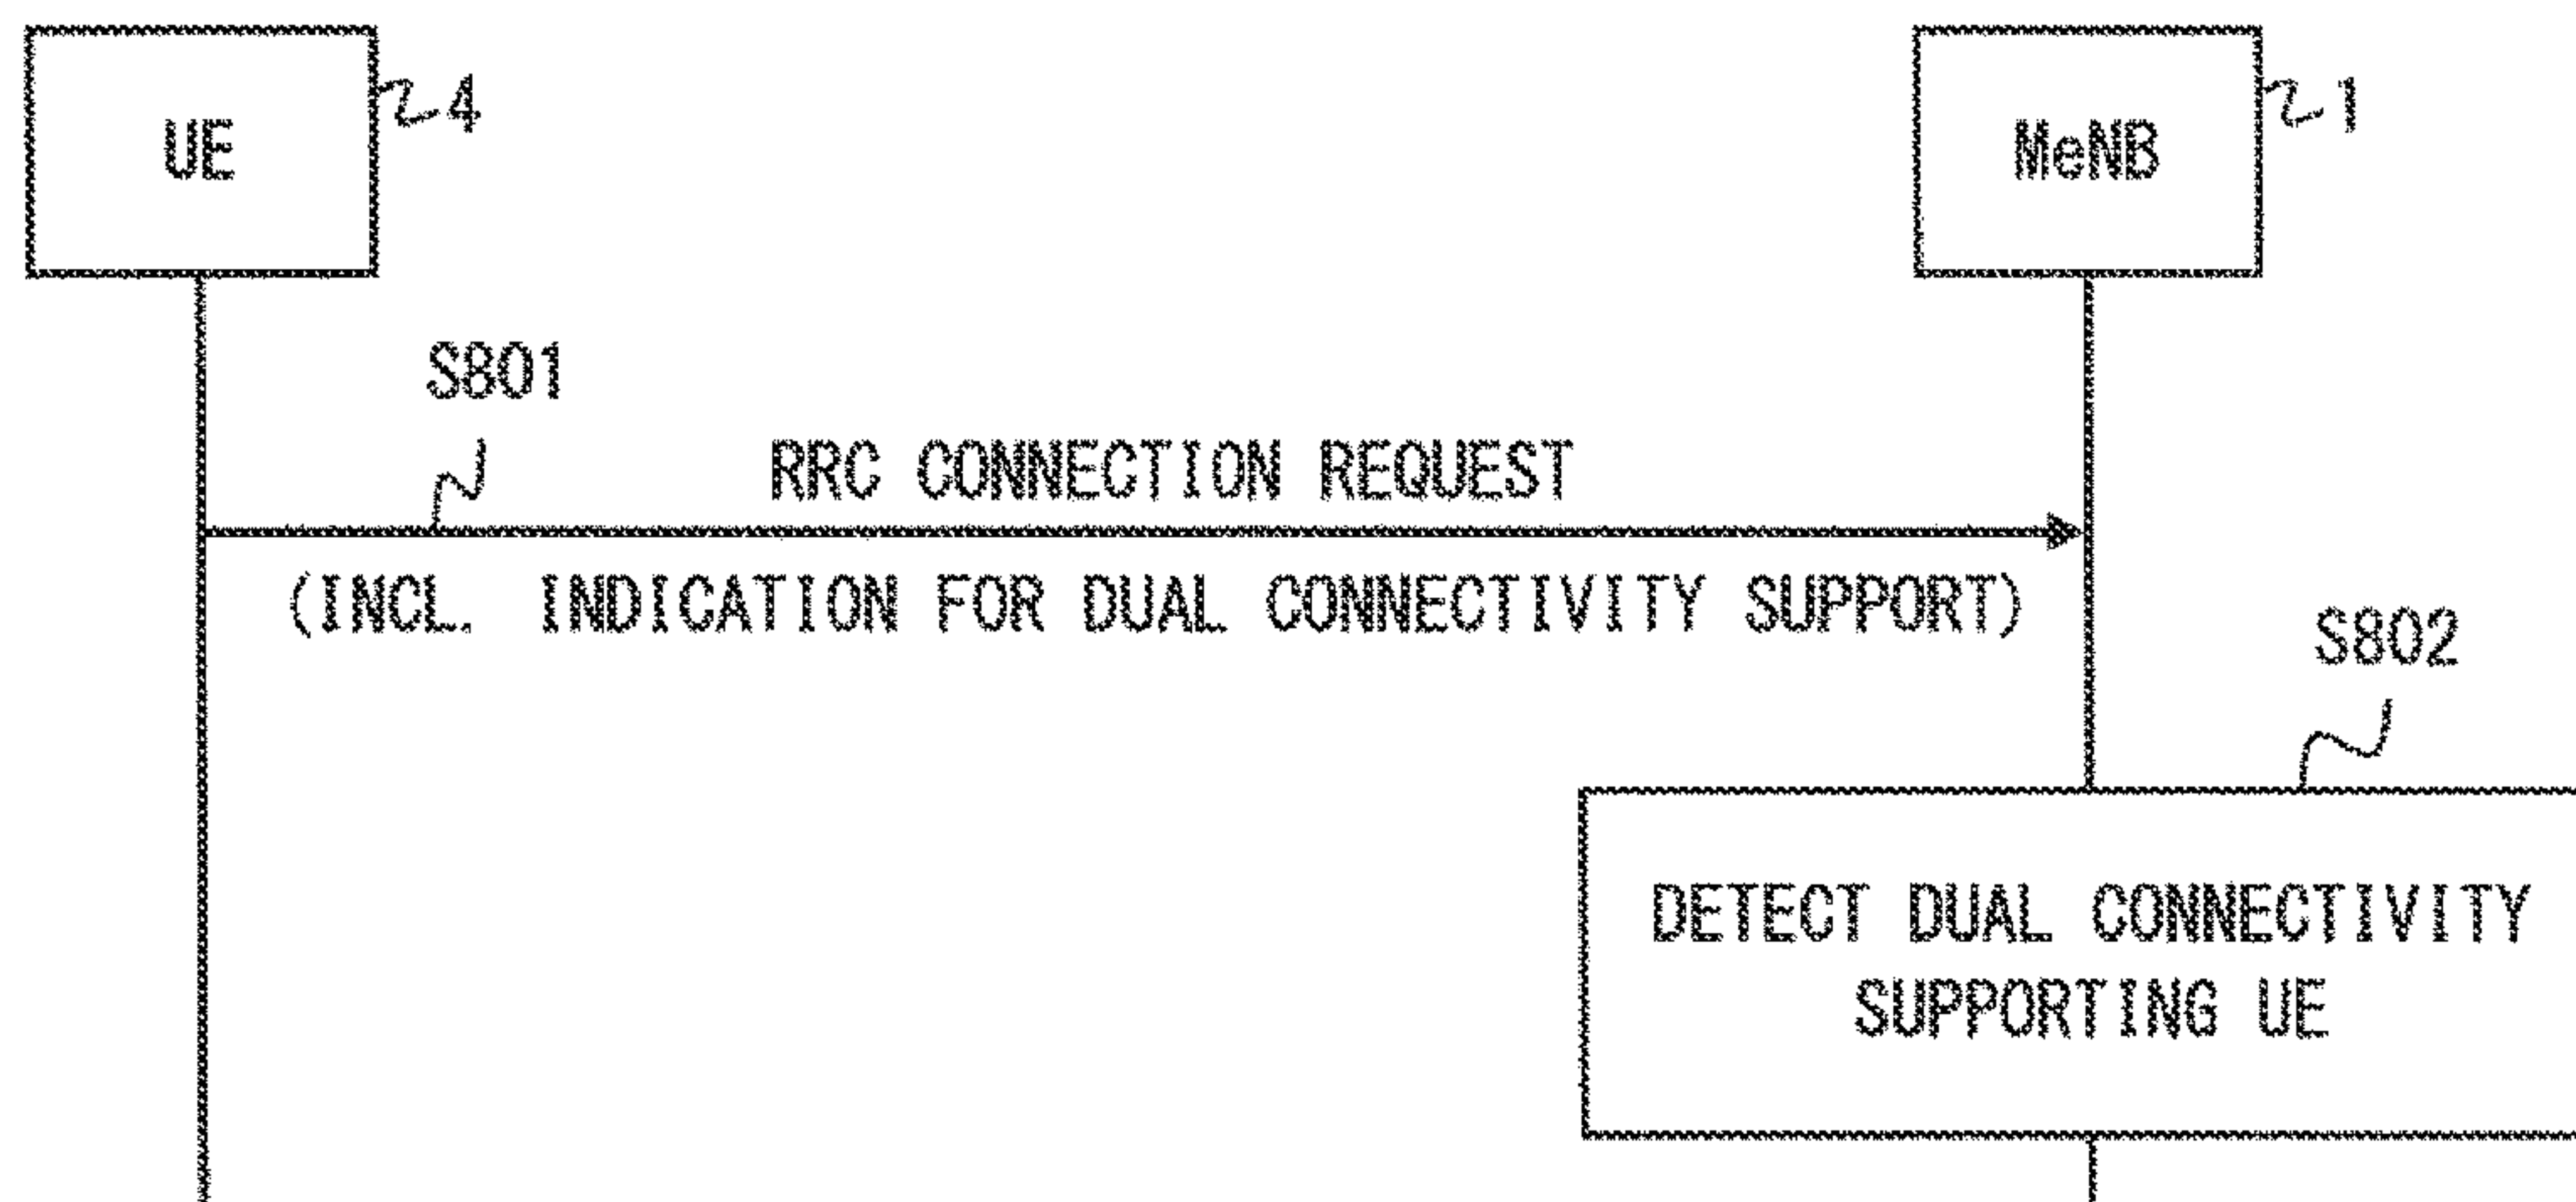 UE
4
MeNB
1
S801
RRC CONNECTION REQUEST
(INCL. INDICATION FOR DUAL CONNECTIVITY SUPPORT)
S802
DETECT DUAL CONNECTIVITY
SUPPORTING UE